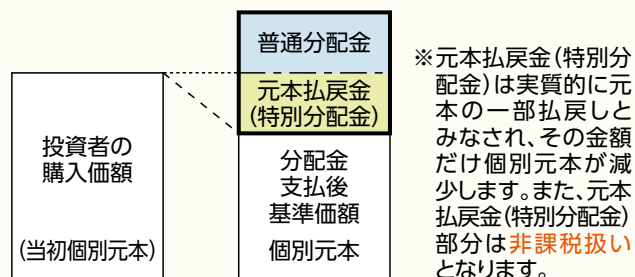 普通分配金
元本払戻金
(特別分配金)
投資者の
購入価額
(当初個別元本)
分配金
支払後
基準価額
個別元本
※元本払戻金(特別分
配金)は実質的に元
本の一部払戻しと
みなされ、その金額
だけ個別元本が減
少します。また、元本
払戻金(特別分配金)
部分は非課税扱い
となります。